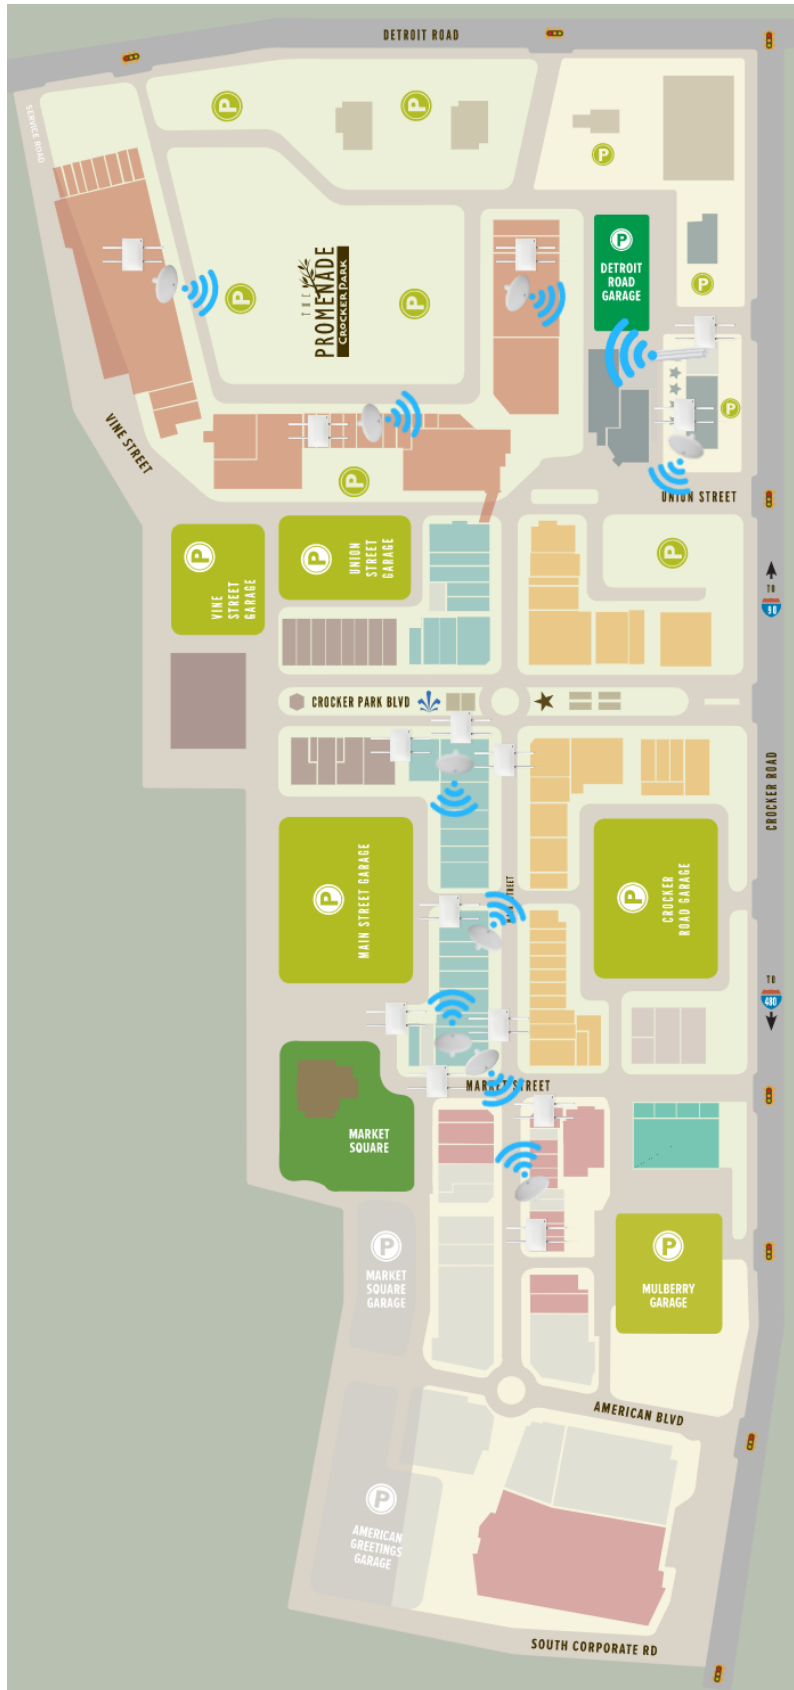 DETROIT ROAD
SERVICE ROAD
P
P
P
P
DETROIT
ROAD
GARAGE
THE
PROMENADE
CROCKER PARK
P
P
P
P
VINE STREET
P
UNION STREET
P
VINE
STREET
GARAGE
P
UNION
STREET
GARAGE
P
TO
90
CROCKER PARK BLVD
CROCKER ROAD
P
MAIN STREET GARAGE
STREET
P
CROCKER
ROAD GARAGE
TO
480
MARKET STREET
MARKET
SQUARE
P
MARKET
SQUARE
GARAGE
P
MULBERRY
GARAGE
AMERICAN BLVD
P
AMERICAN
GREETINGS
GARAGE
SOUTH CORPORATE RD